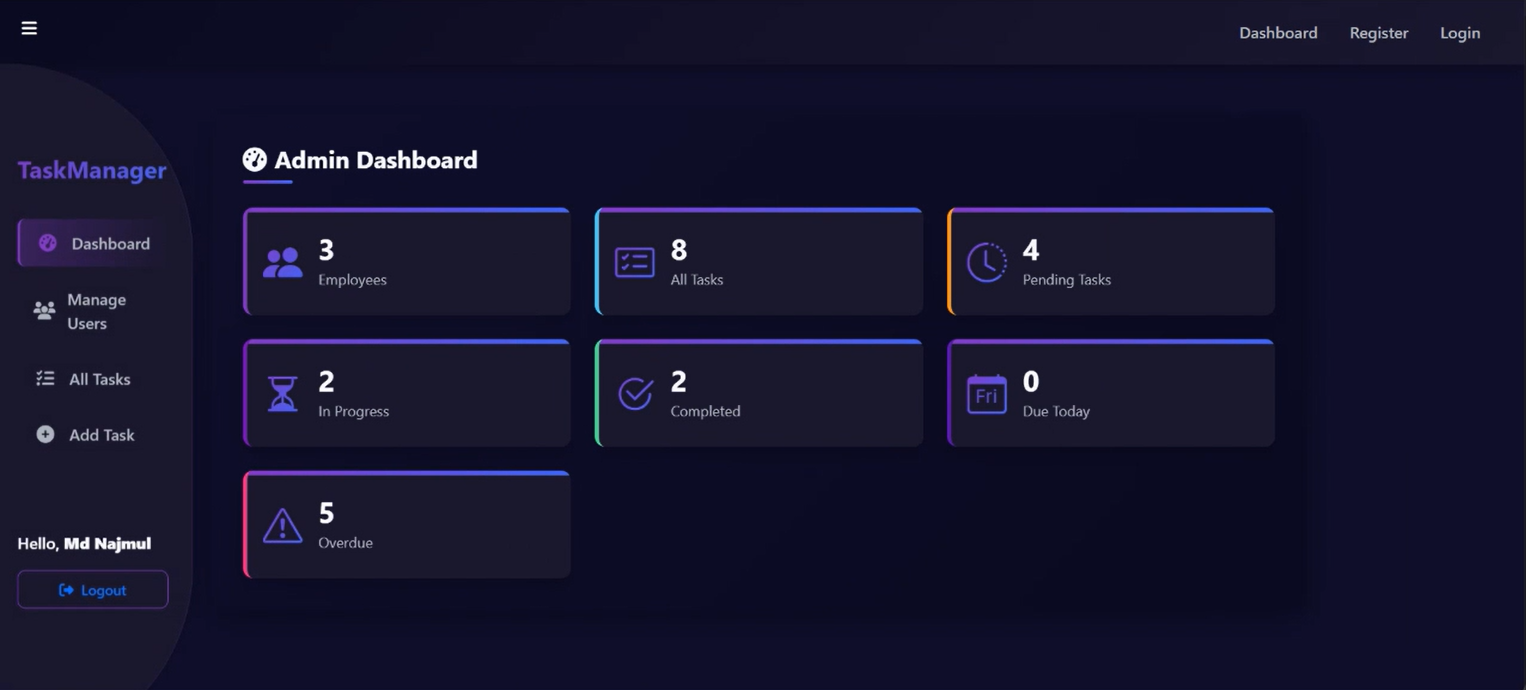 Dashboard Register Login
TaskManager
Dashboard
Manage
Users
All Tasks
Add Task
Hello, Md Najmul
Logout
Admin Dashboard
3
Employees
8
All Tasks
4
Pending Tasks
2
In Progress
2
Completed
Fri
0
Due Today
5
Overdue